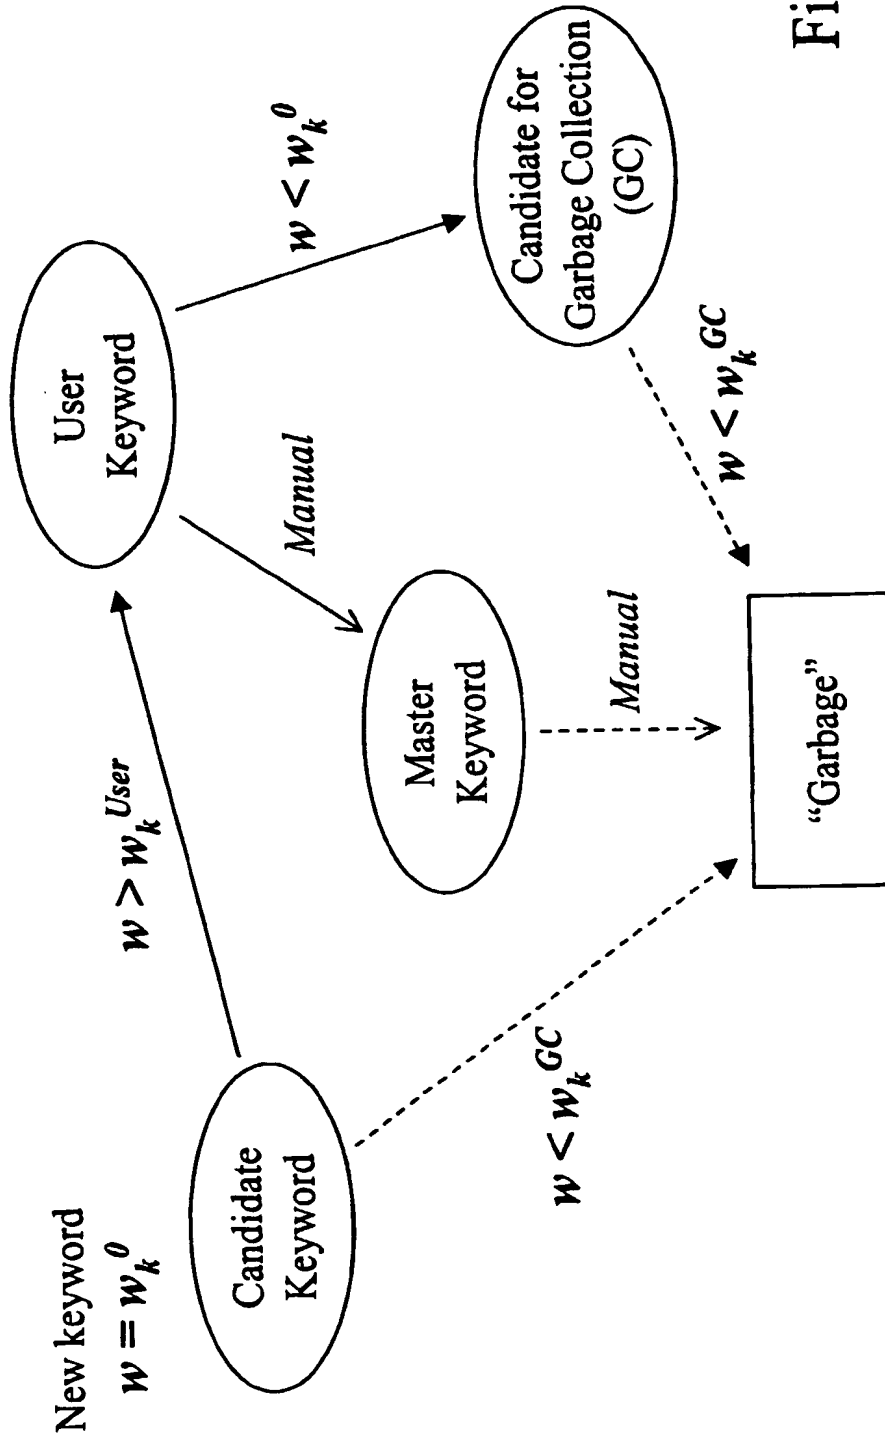 New keyword
w = w_k^0
Candidate
Keyword
w > w_k^User
User
Keyword
w < w_k^0
Manual
Master
Keyword
Candidate for
Garbage Collection
(GC)
w < w_k^GC
Manual
w < w_k^GC
“Garbage”
Fi